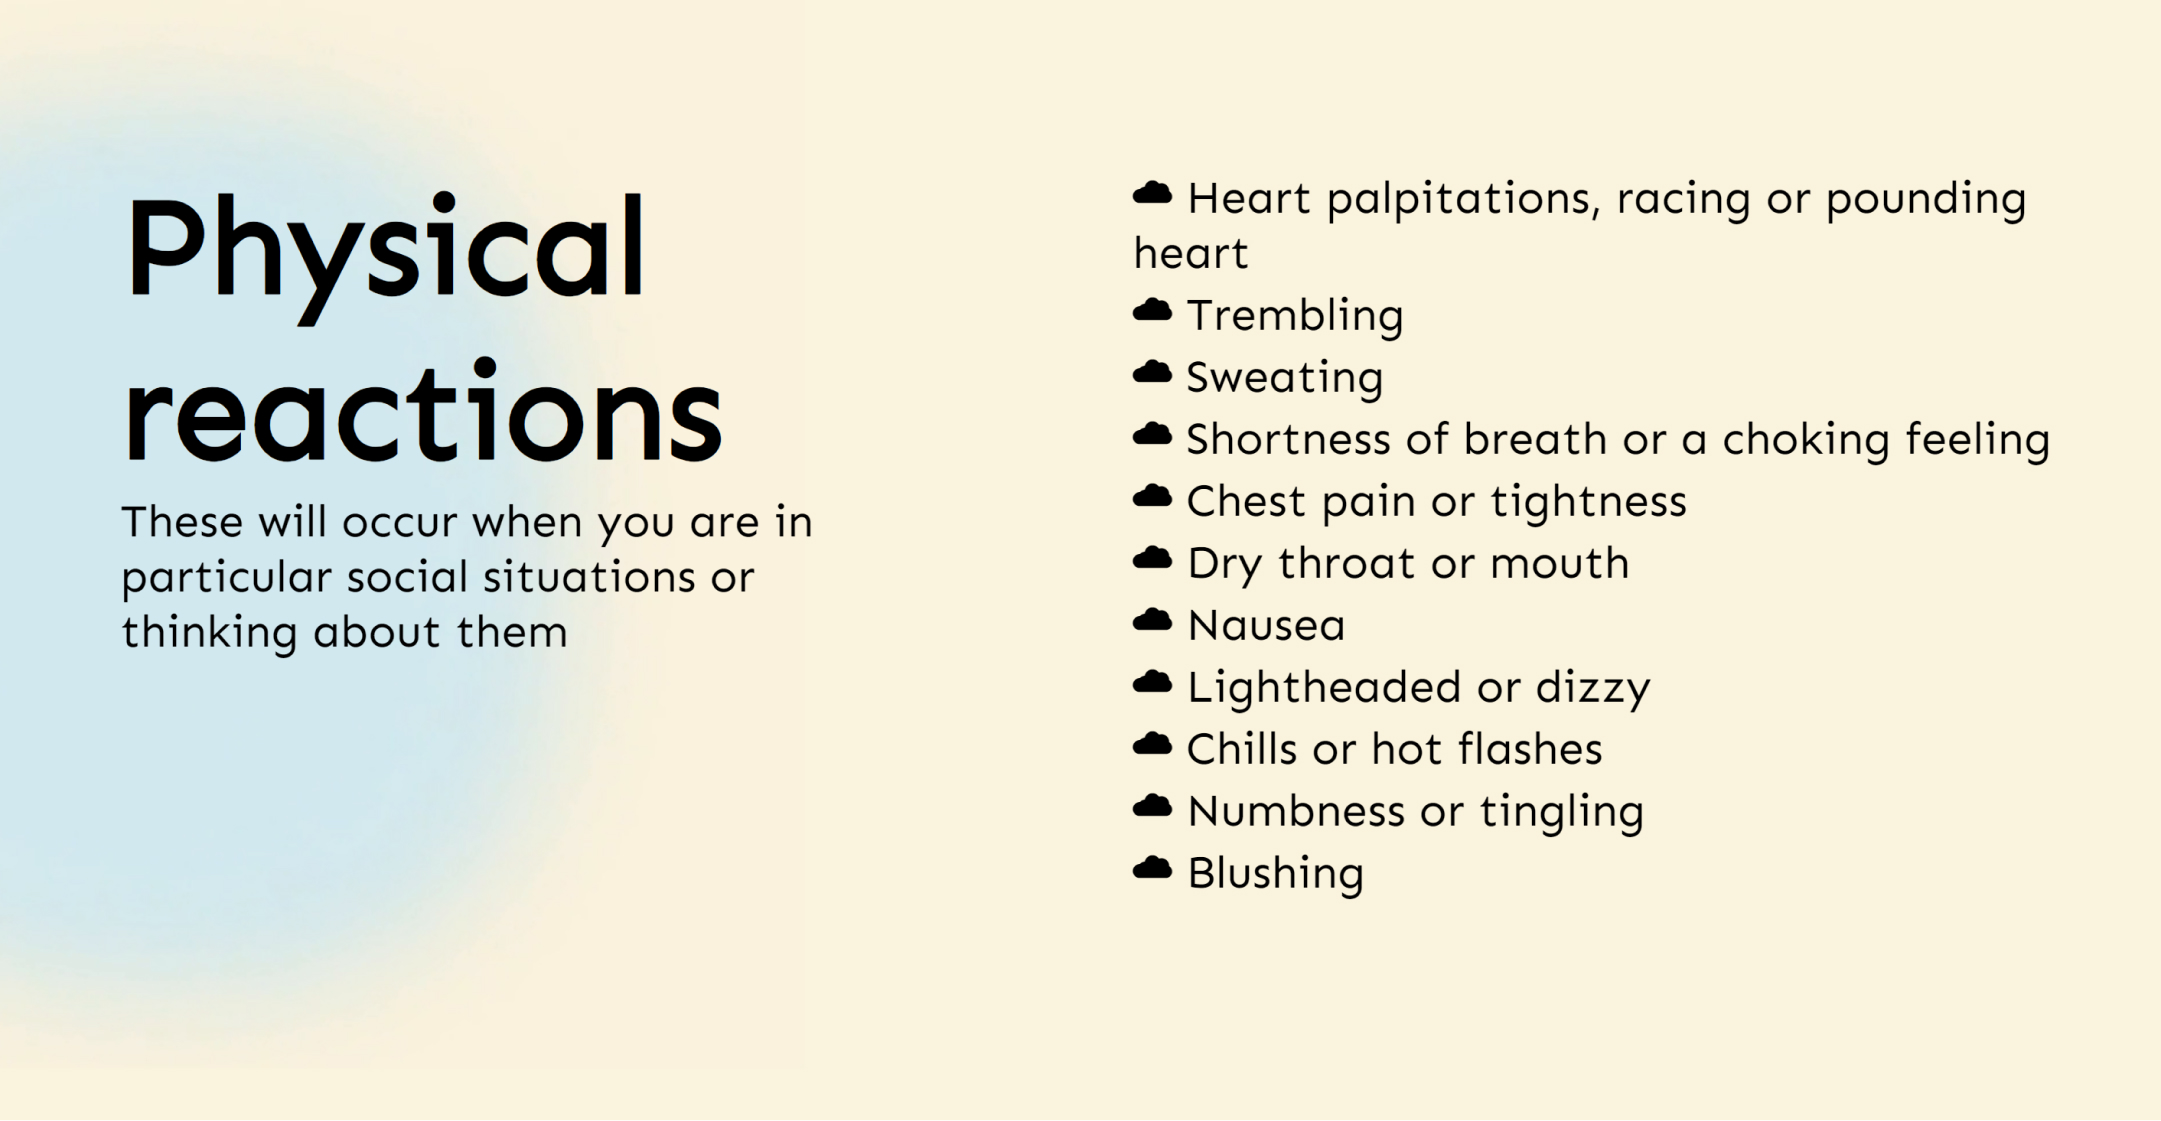 Physical
reactions
These will occur when you are in
particular social situations or
thinking about them
Heart palpitations, racing or pounding
heart
Trembling
Sweating
Shortness of breath or a choking feeling
Chest pain or tightness
Dry throat or mouth
Nausea
Lightheaded or dizzy
Chills or hot flashes
Numbness or tingling
Blushing